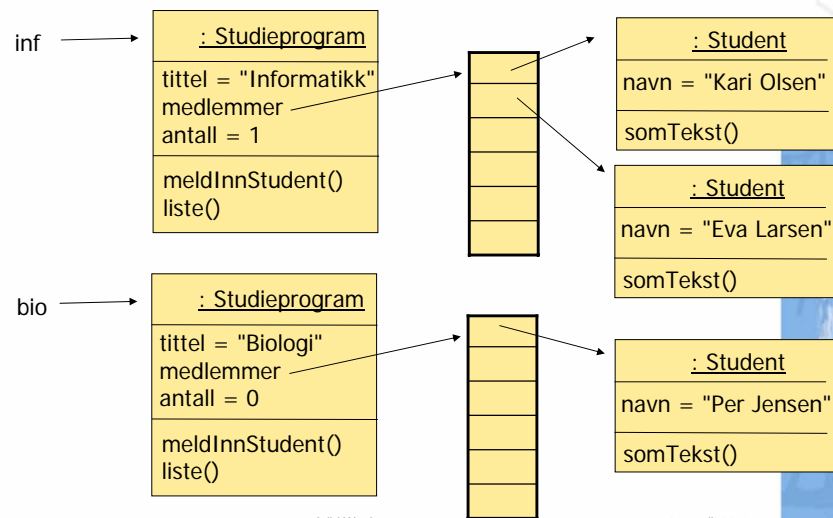 inf
: Studieprogram
tittel = "Informatikk"
medlemmer
antall = 1
meldInnStudent()
liste()
: Student
navn = "Kari Olsen"
somTekst()
: Student
navn = "Eva Larsen"
somTekst()
bio
: Studieprogram
tittel = "Biologi"
medlemmer
antall = 0
meldInnStudent()
liste()
: Student
navn = "Per Jensen"
somTekst()